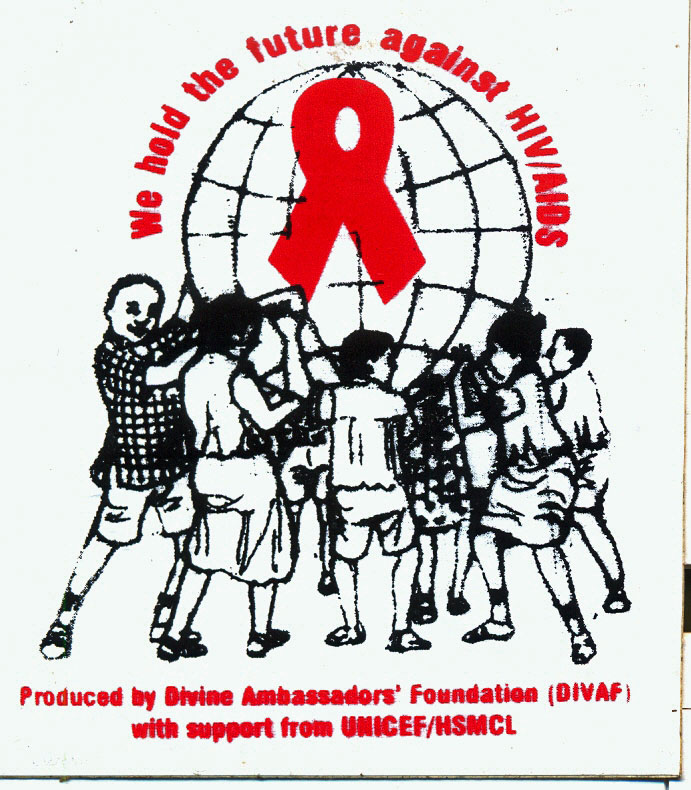 We hold the future against HIV/AIDS
Produced by Divine Ambassadors' Foundation (DIVAF)
with support from UNICEF/HSMCL